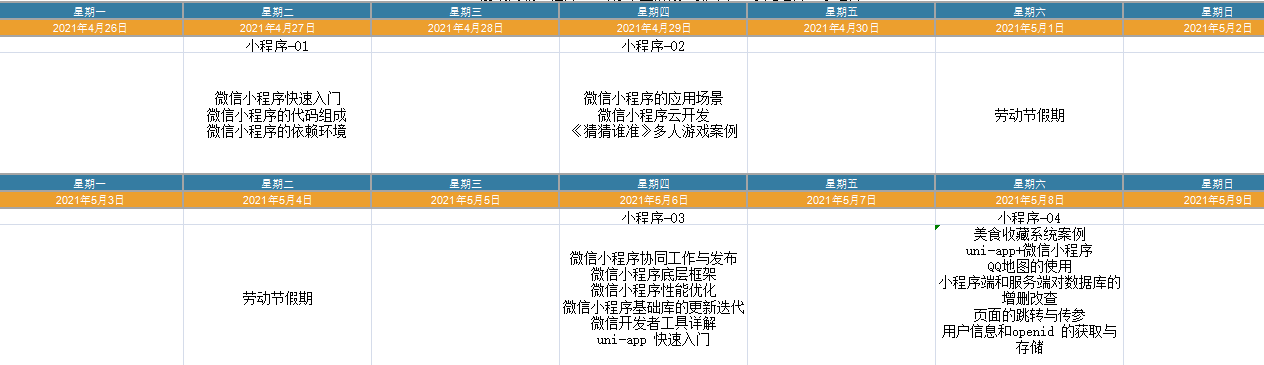 星期一 星期二 星期三 星期四 星期五 星期六 星期日
2021年4月26日 2021年4月27日 2021年4月28日 2021年4月29日 2021年4月30日 2021年5月1日 2021年5月2日
小程序-01 小程序-02
微信小程序快速入门
微信小程序的代码组成
微信小程序的依赖环境
微信小程序的应用场景
微信小程序云开发
《猜猜谁准》多人游戏案例
劳动节假期
星期一 星期二 星期三 星期四 星期五 星期六 星期日
2021年5月3日 2021年5月4日 2021年5月5日 2021年5月6日 2021年5月7日 2021年5月8日 2021年5月9日
小程序-03 小程序-04
劳动节假期
微信小程序协同工作与发布
微信小程序底层框架
微信小程序性能优化
微信小程序基础库的更新迭代
微信开发者工具详解
uni-app 快速入门
美食收藏系统案例
uni-app+微信小程序
QQ地图的使用
小程序端和服务端对数据库的
增删改查
页面的跳转与传参
用户信息和openid 的获取与
存储